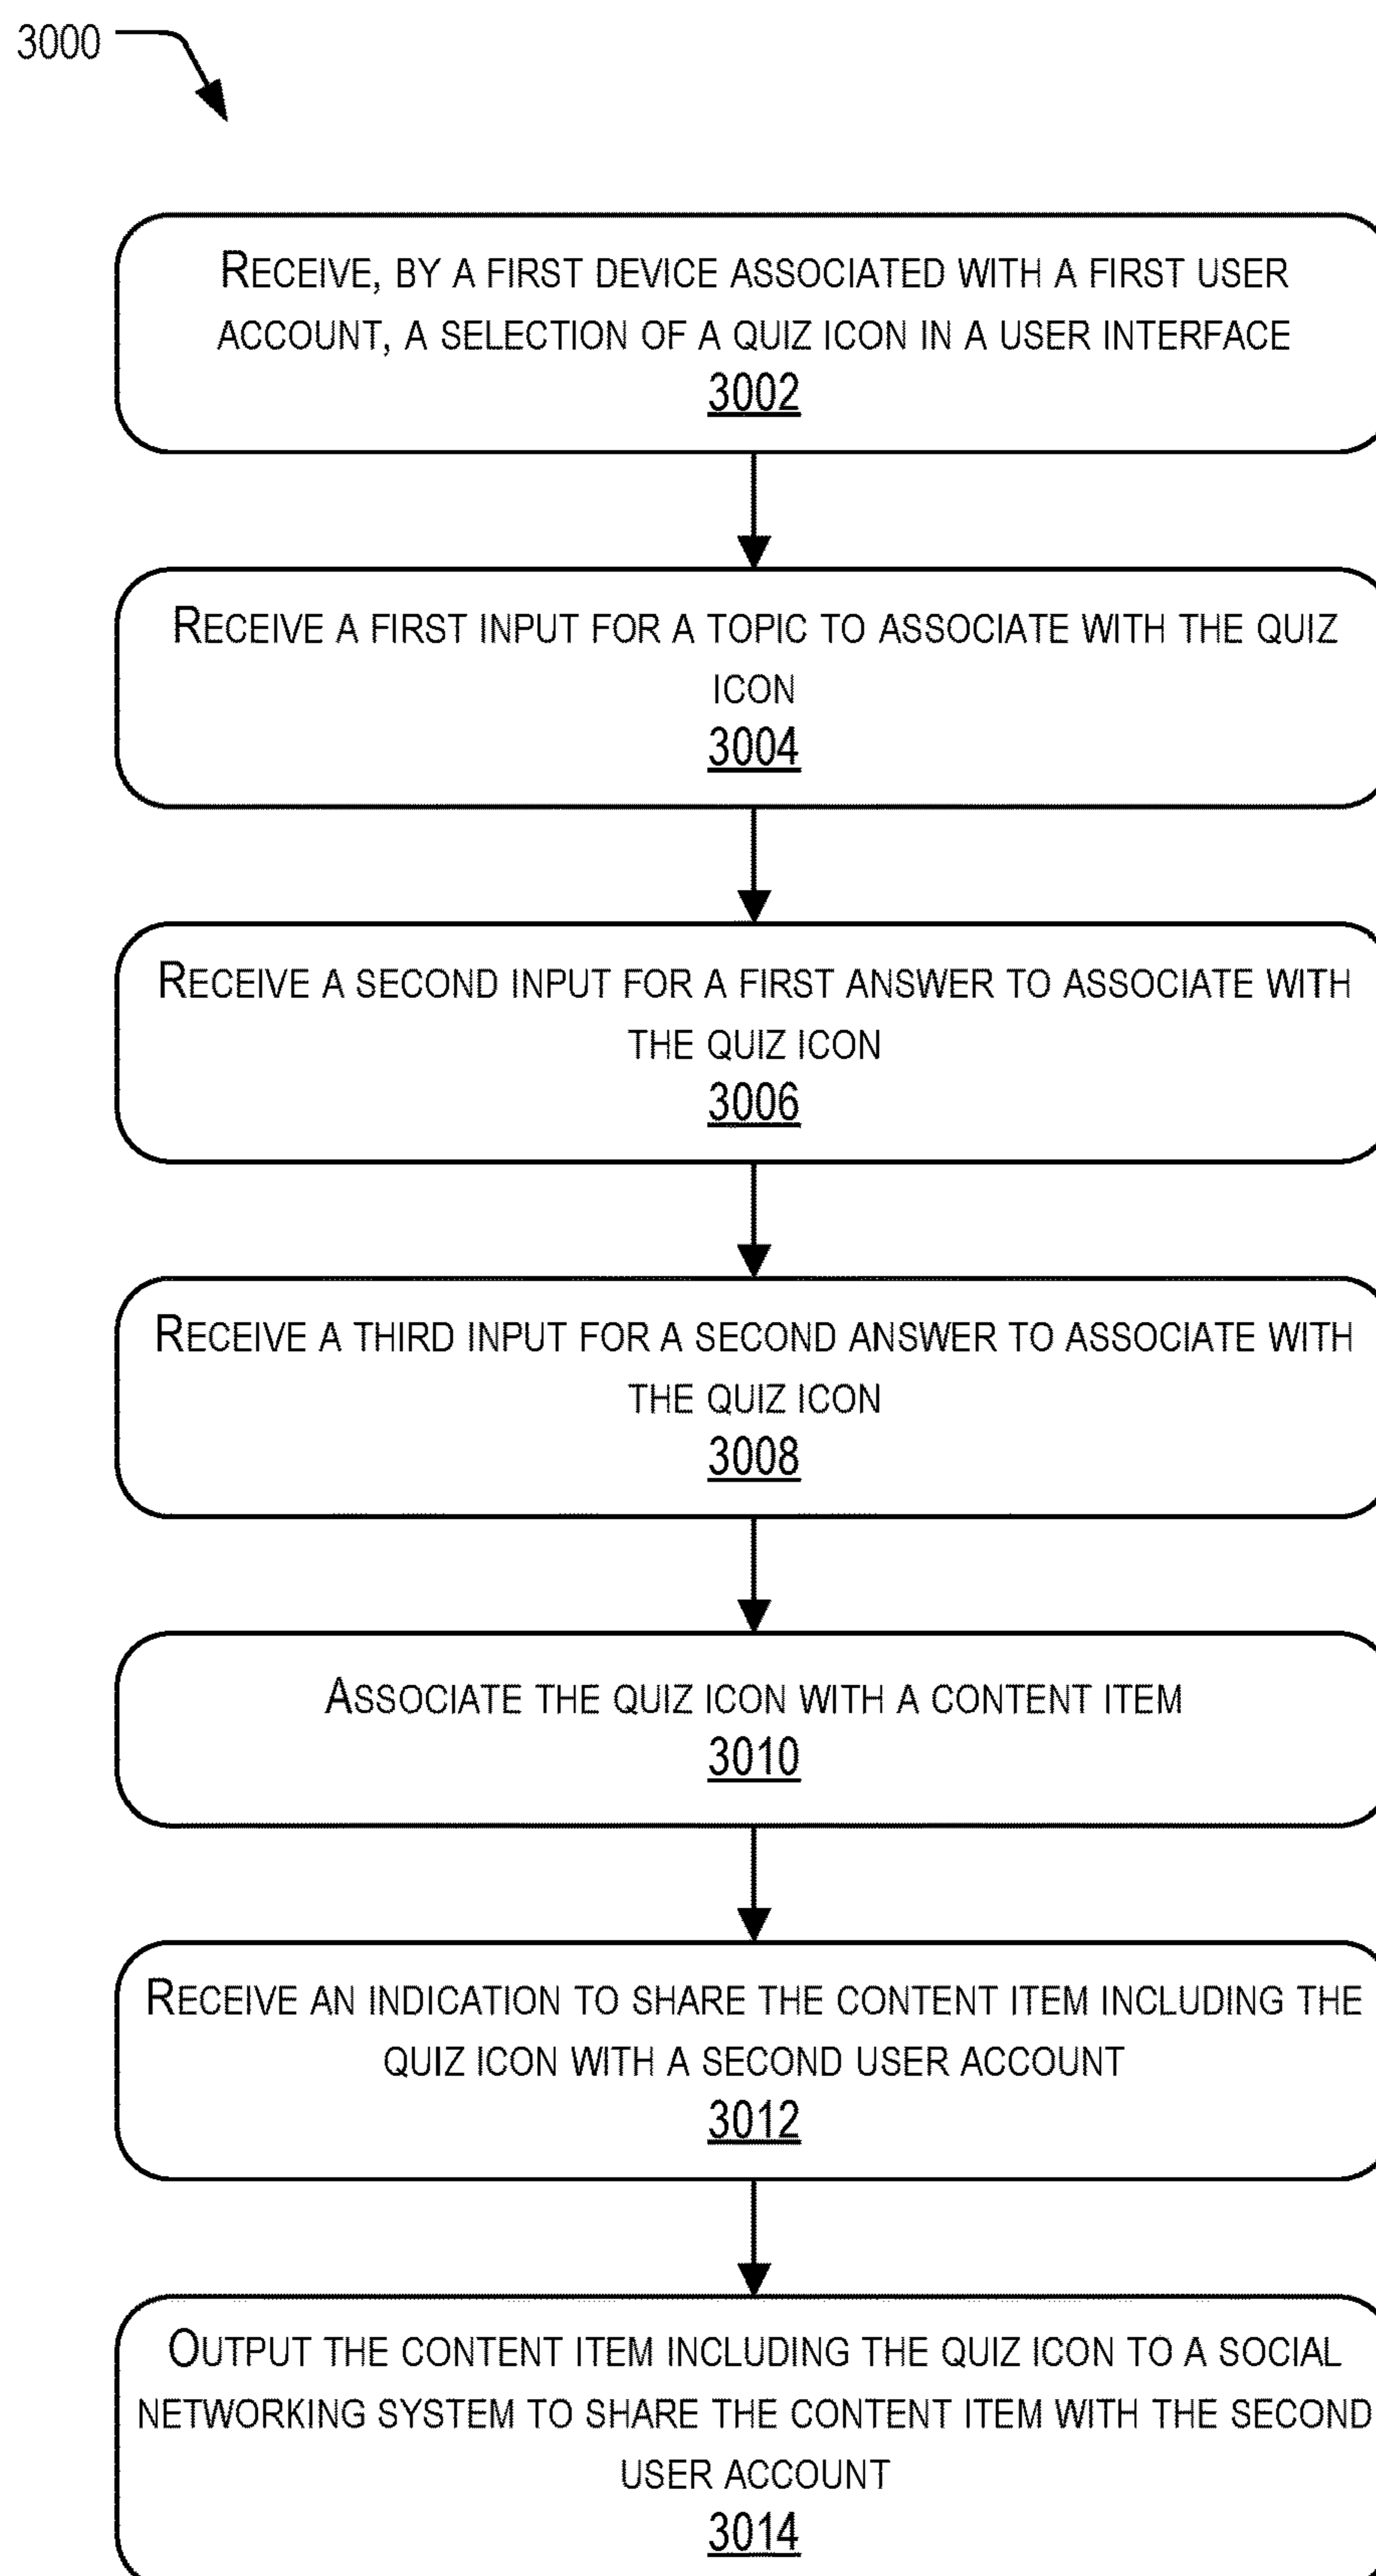 3000
RECEIVE, BY A FIRST DEVICE ASSOCIATED WITH A FIRST USER
ACCOUNT, A SELECTION OF A QUIZ ICON IN A USER INTERFACE
3002
RECEIVE A FIRST INPUT FOR A TOPIC TO ASSOCIATE WITH THE QUIZ
ICON
3004
RECEIVE A SECOND INPUT FOR A FIRST ANSWER TO ASSOCIATE WITH
THE QUIZ ICON
3006
RECEIVE A THIRD INPUT FOR A SECOND ANSWER TO ASSOCIATE WITH
THE QUIZ ICON
3008
ASSOCIATE THE QUIZ ICON WITH A CONTENT ITEM
3010
RECEIVE AN INDICATION TO SHARE THE CONTENT ITEM INCLUDING THE
QUIZ ICON WITH A SECOND USER ACCOUNT
3012
OUTPUT THE CONTENT ITEM INCLUDING THE QUIZ ICON TO A SOCIAL
NETWORKING SYSTEM TO SHARE THE CONTENT ITEM WITH THE SECOND
USER ACCOUNT
3014